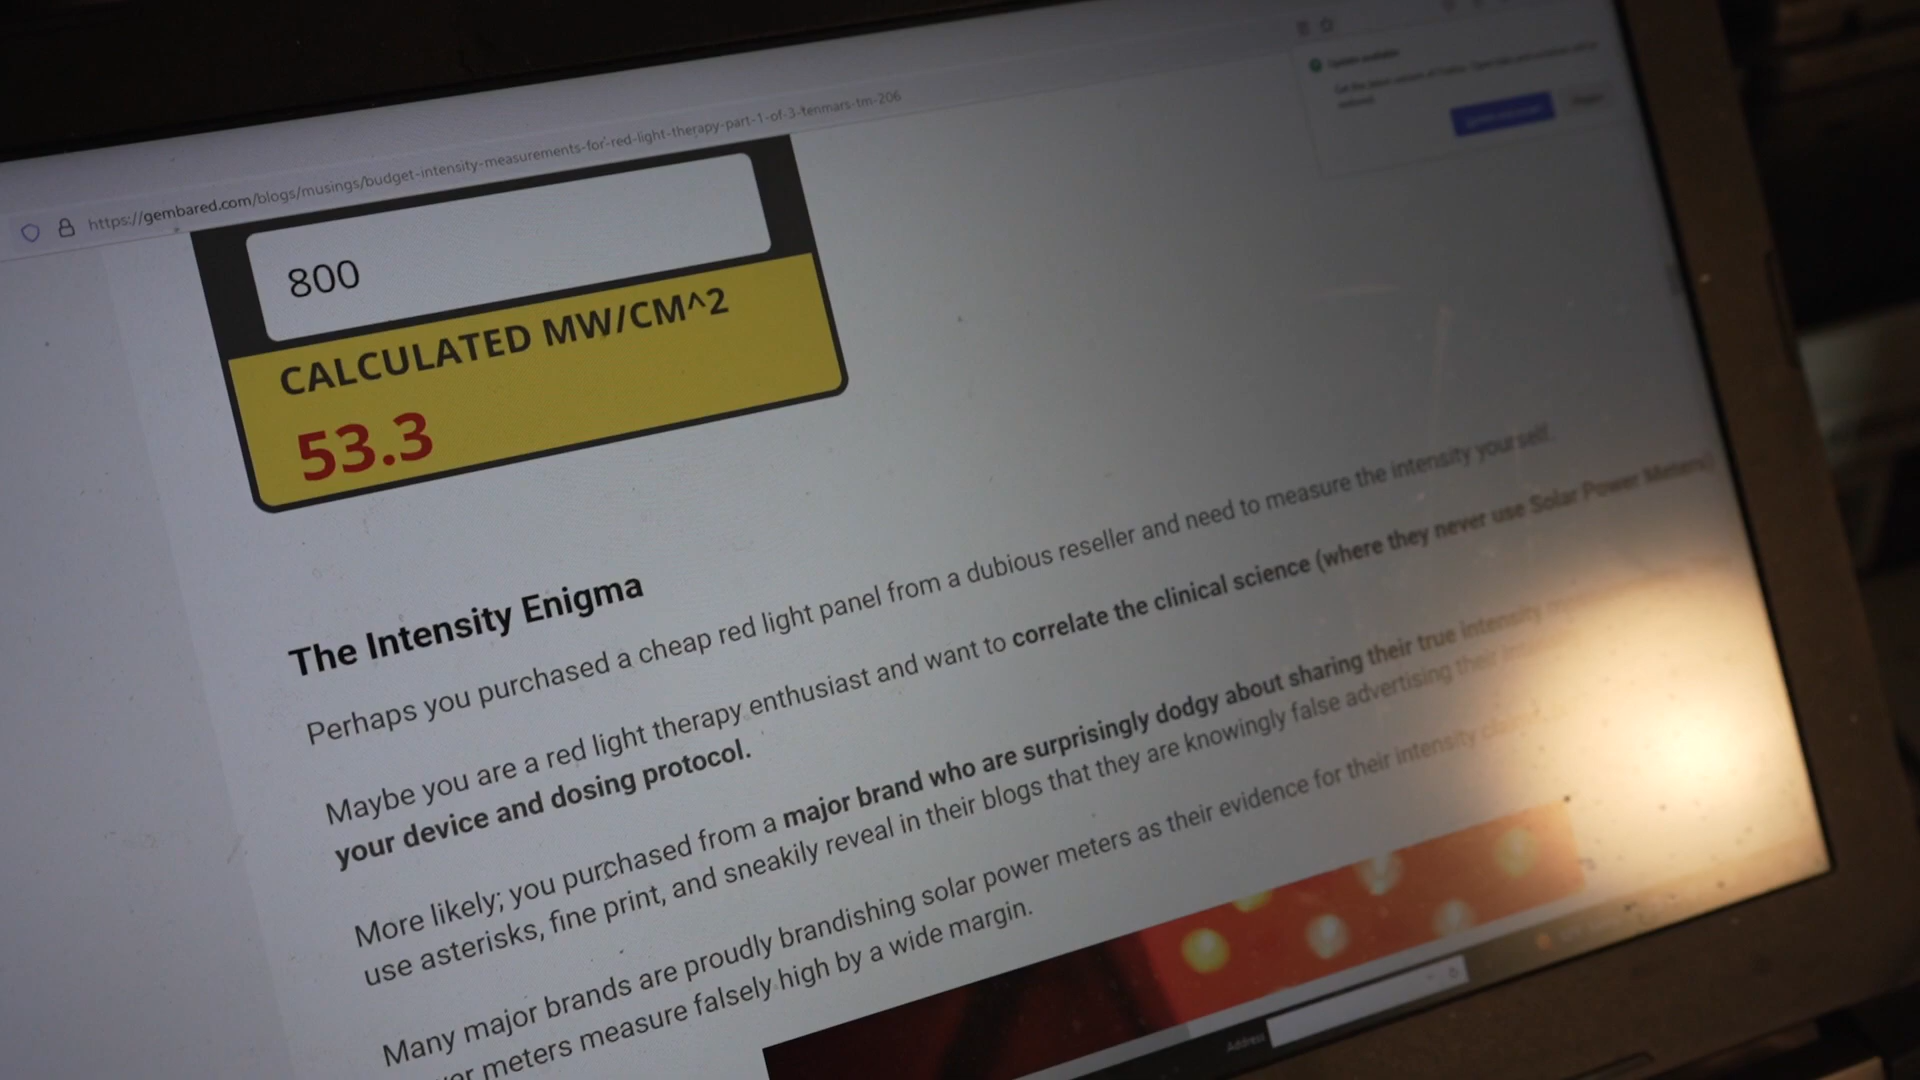 https://gembared.com/blogs/musings/budget-intensity-measurements-for-red-light-therapy-part-1-of-3-tenmars-tm-206
Update available
800
CALCULATED MW/CM^2
53.3
The Intensity Enigma
Perhaps you purchased a cheap red light panel from a dubious reseller and need to measure the intensity yourself.
Maybe you are a red light therapy enthusiast and want to correlate the clinical science (where they never use Solar Power Meters)
your device and dosing protocol.
More likely; you purchased from a major brand who are surprisingly dodgy about sharing their true intensity
use asterisks, fine print, and sneakily reveal in their blogs that they are knowingly false advertising their
Many major brands are proudly brandishing solar power meters as their evidence for their intensity
meters measure falsely high by a wide margin.
Address